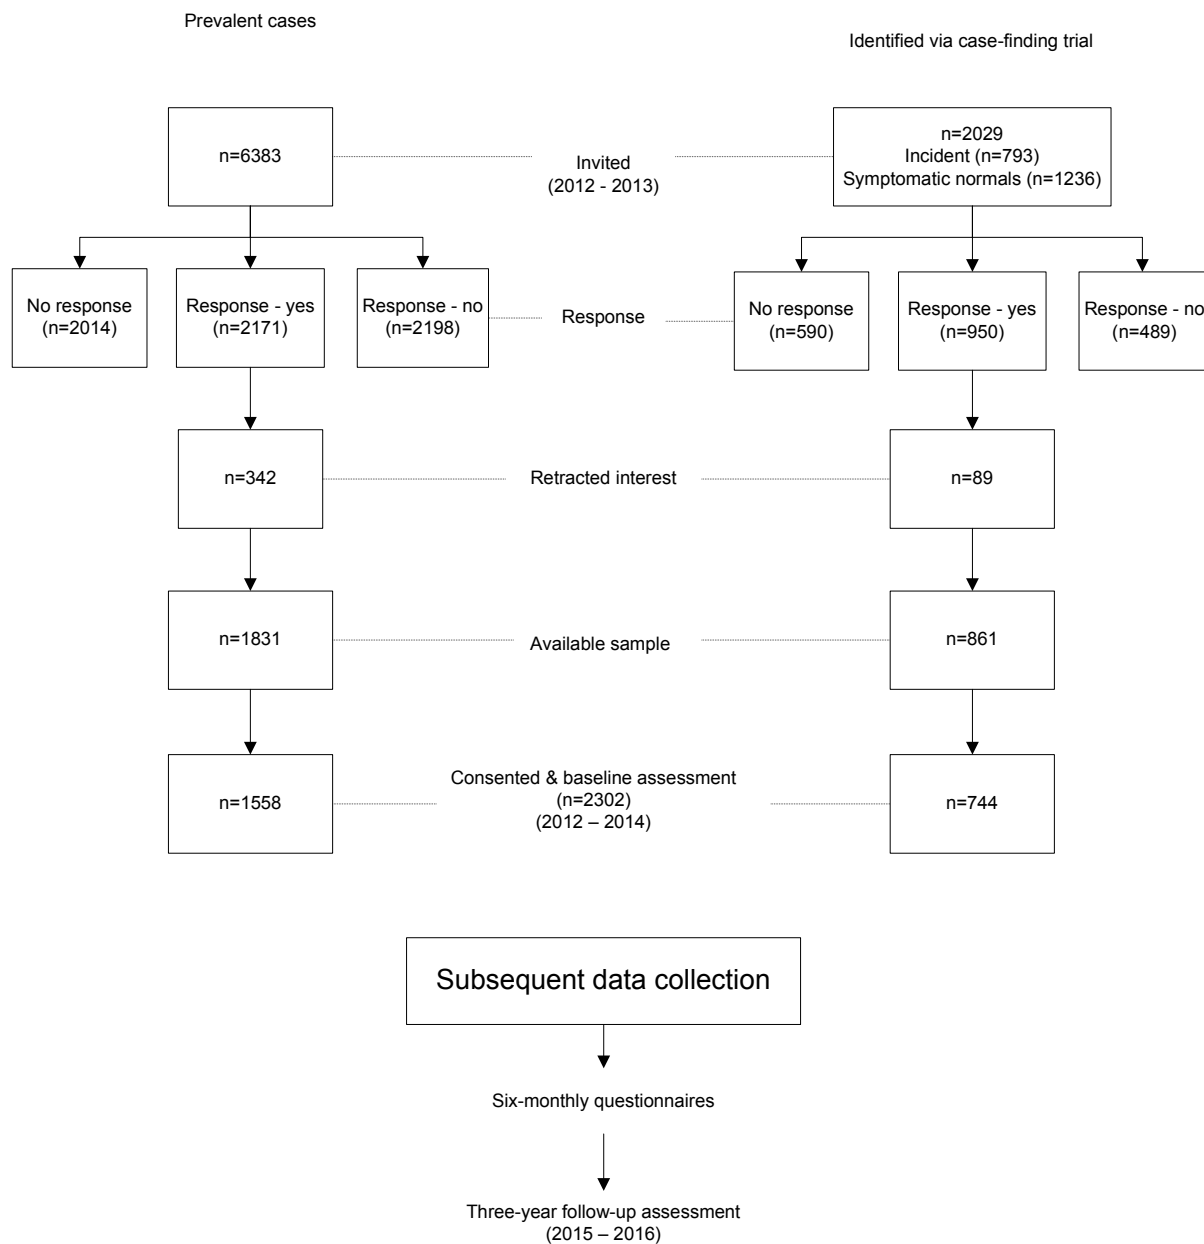 Prevalent cases
Identified via case-finding trial
n=6383
Invited
(2012 - 2013)
n=2029
Incident (n=793)
Symptomatic normals (n=1236)
No response
(n=2014)
Response - yes
(n=2171)
Response - no
(n=2198)
Response
No response
(n=590)
Response - yes
(n=950)
Response - no
(n=489)
n=342
Retracted interest
n=89
n=1831
Available sample
n=861
n=1558
Consented & baseline assessment
(n=2302)
(2012 – 2014)
n=744
Subsequent data collection
Six-monthly questionnaires
Three-year follow-up assessment
(2015 – 2016)